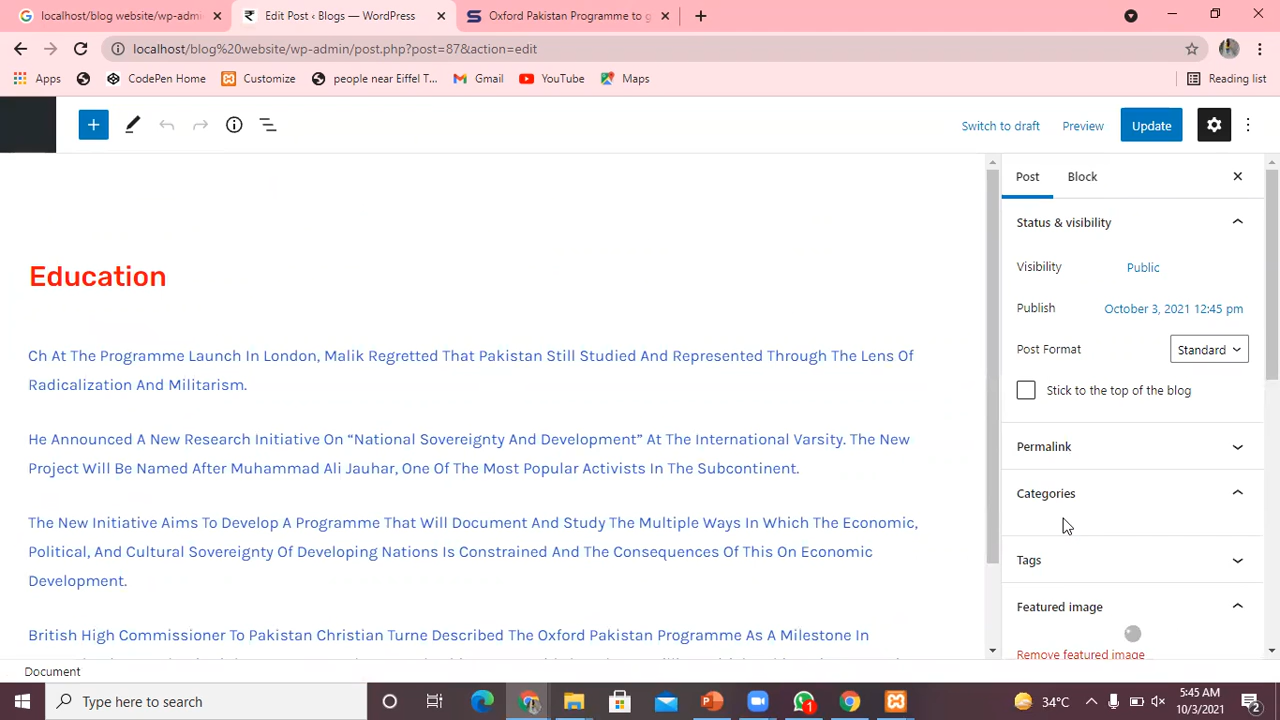 localhost/blog website/wp-admi
Edit Post ‹ Blogs — WordPress
Oxford Pakistan Programme to g
localhost/blog%20website/wp-admin/post.php?post=87&action=edit
Apps
CodePen Home
Customize
people near Eiffel T...
Gmail
YouTube
Maps
Reading list
Switch to draft
Preview
Update
Post
Block
Status & visibility
Visibility
Public
Publish
October 3, 2021 12:45 pm
Post Format
Standard
Stick to the top of the blog
Permalink
Categories
Tags
Featured image
Remove featured image
Education
Ch At The Programme Launch In London, Malik Regretted That Pakistan Still Studied And Represented Through The Lens Of
Radicalization And Militarism.
He Announced A New Research Initiative On “National Sovereignty And Development” At The International Varsity. The New
Project Will Be Named After Muhammad Ali Jauhar, One Of The Most Popular Activists In The Subcontinent.
The New Initiative Aims To Develop A Programme That Will Document And Study The Multiple Ways In Which The Economic,
Political, And Cultural Sovereignty Of Developing Nations Is Constrained And The Consequences Of This On Economic
Development.
British High Commissioner To Pakistan Christian Turne Described The Oxford Pakistan Programme As A Milestone In
Document
Type here to search
1
34°C
5:45 AM
10/3/2021
2